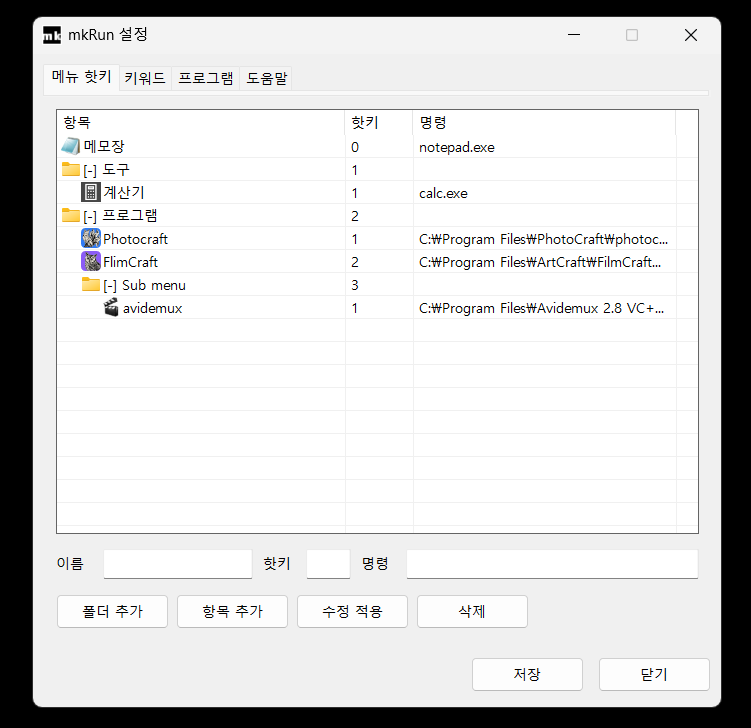 mk mkRun 설정
메뉴 핫키 키워드 프로그램 도움말
항목 핫키 명령
메모장 0 notepad.exe
[-] 도구 1
계산기 1 calc.exe
[-] 프로그램 2
Photocraft 1 C:₩Program Files₩PhotoCraft₩photoc...
FlimCraft 2 C:₩Program Files₩ArtCraft₩FilmCraft...
[-] Sub menu 3
avidemux 1 C:₩Program Files₩Avidemux 2.8 VC+...
이름 핫키 명령
폴더 추가 항목 추가 수정 적용 삭제
저장 닫기